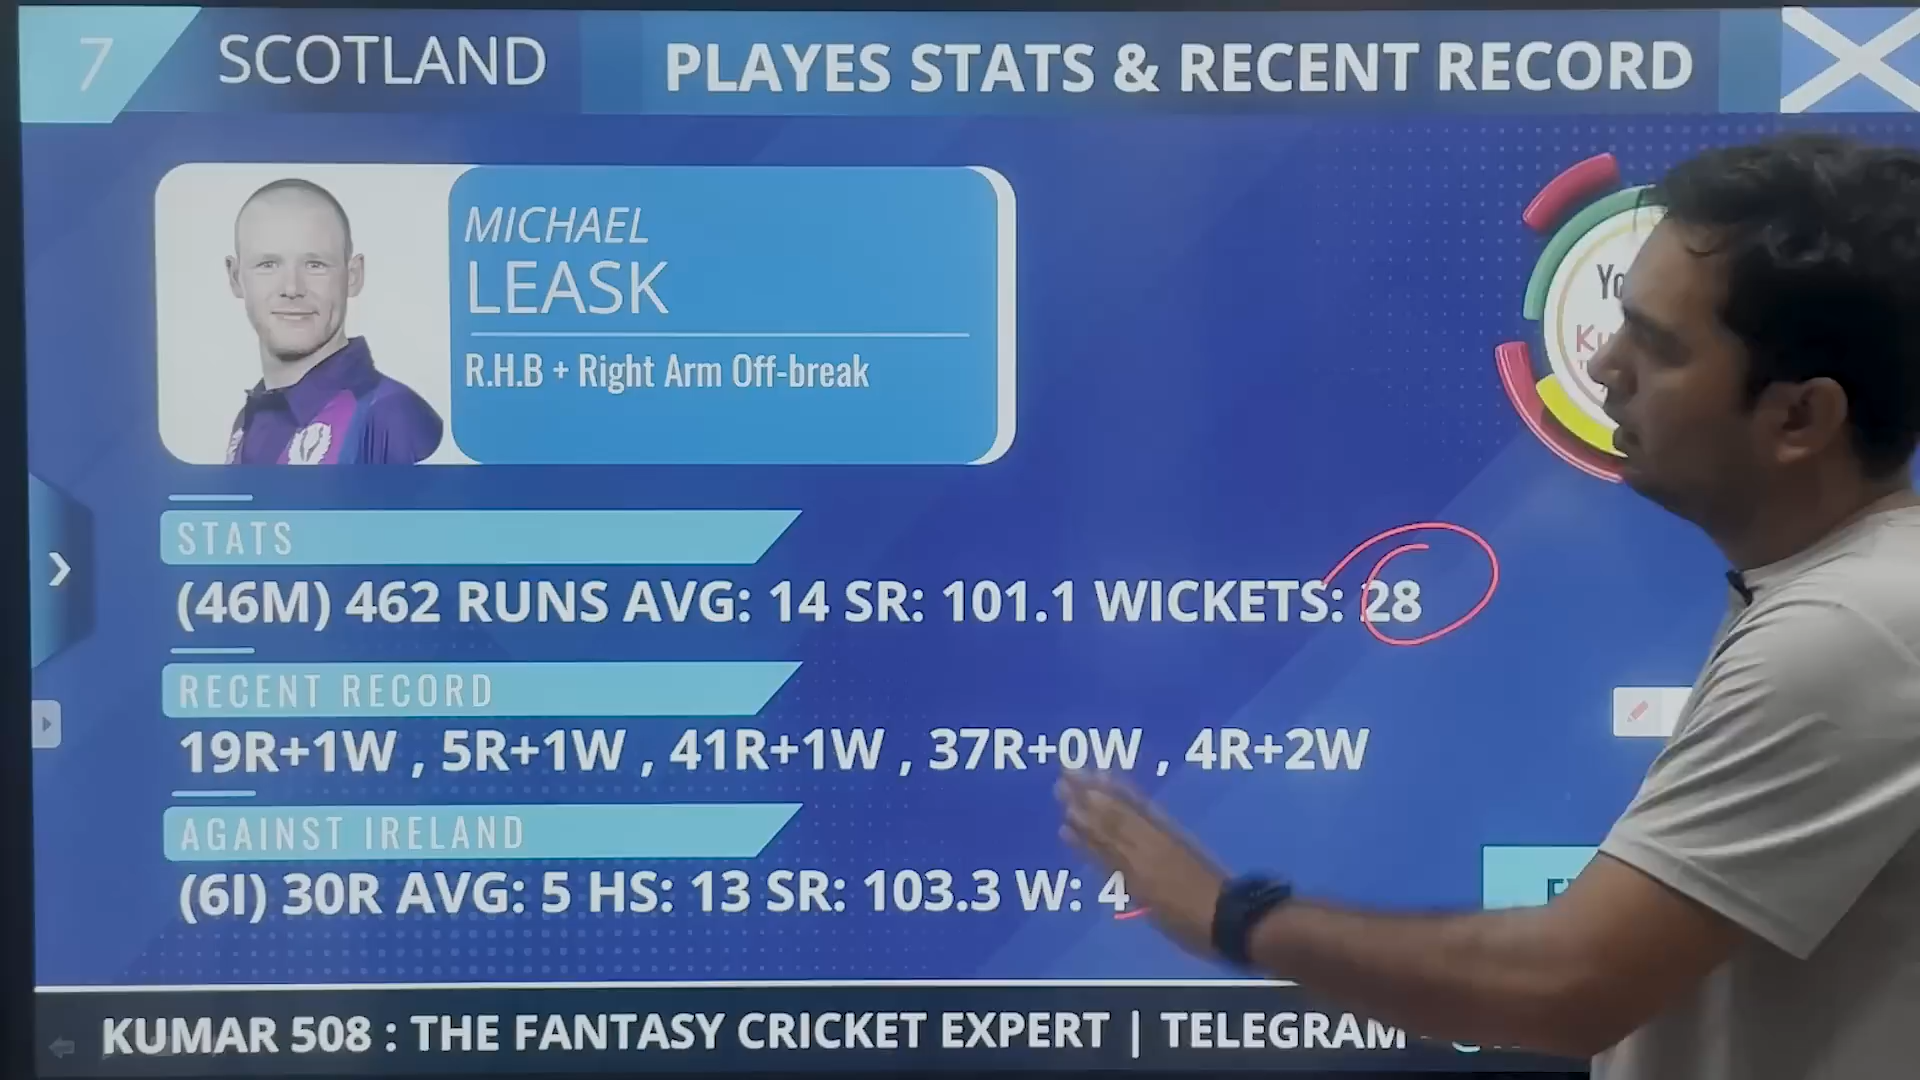 7 SCOTLAND PLAYES STATS & RECENT RECORD
MICHAEL
LEASK
R.H.B + Right Arm Off-break
STATS
(46M) 462 RUNS AVG: 14 SR: 101.1 WICKETS: 28
RECENT RECORD
19R+1W , 5R+1W , 41R+1W , 37R+0W , 4R+2W
AGAINST IRELAND
(6I) 30R AVG: 5 HS: 13 SR: 103.3 W: 4
KUMAR 508 : THE FANTASY CRICKET EXPERT | TELEGRAM